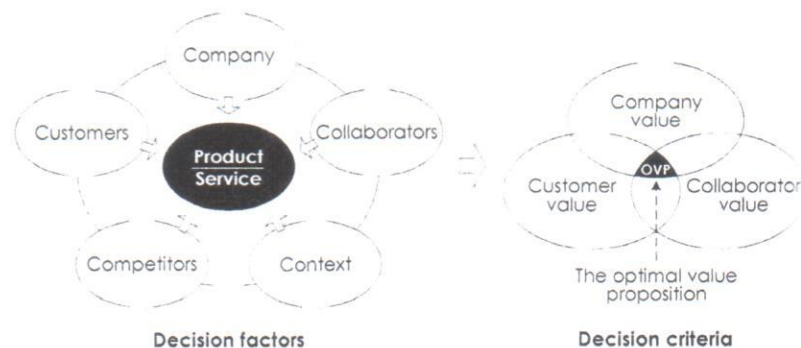 Company
Customers
Collaborators
Product
Service
Competitors
Context
Decision factors
Company
value
OVP
Customer
value
Collaborator
value
The optimal value
proposition
Decision criteria